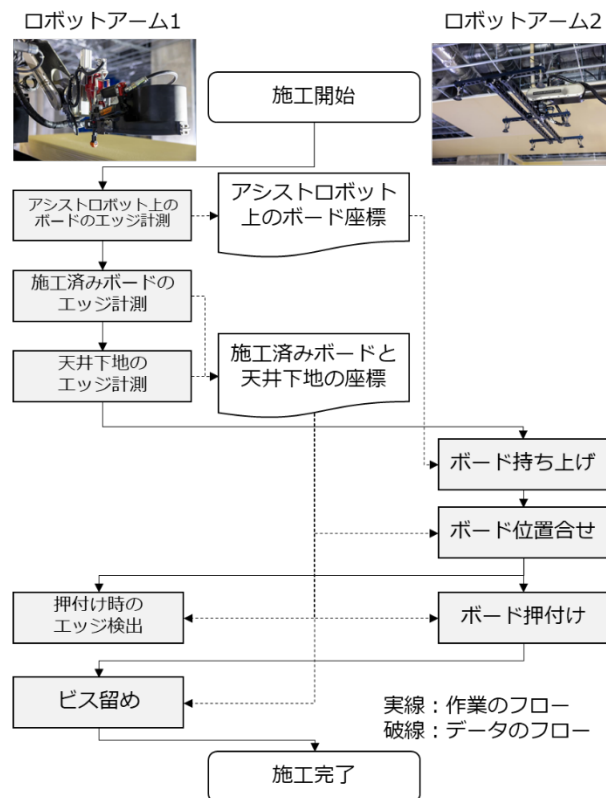 ロボットアーム1
ロボットアーム2
施工開始
アシストロボット上の
ボードのエッジ計測
アシストロボット
上のボード座標
施工済みボードの
エッジ計測
天井下地の
エッジ計測
施工済みボードと
天井下地の座標
ボード持ち上げ
ボード位置合せ
押付け時の
エッジ検出
ボード押付け
ビス留め
実線：作業のフロー
破線：データのフロー
施工完了